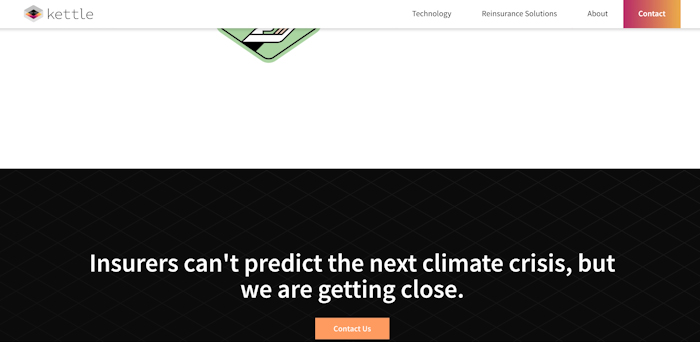 kettle
Technology
Reinsurance Solutions
About
Contact
Insurers can't predict the next climate crisis, but
we are getting close.
Contact Us